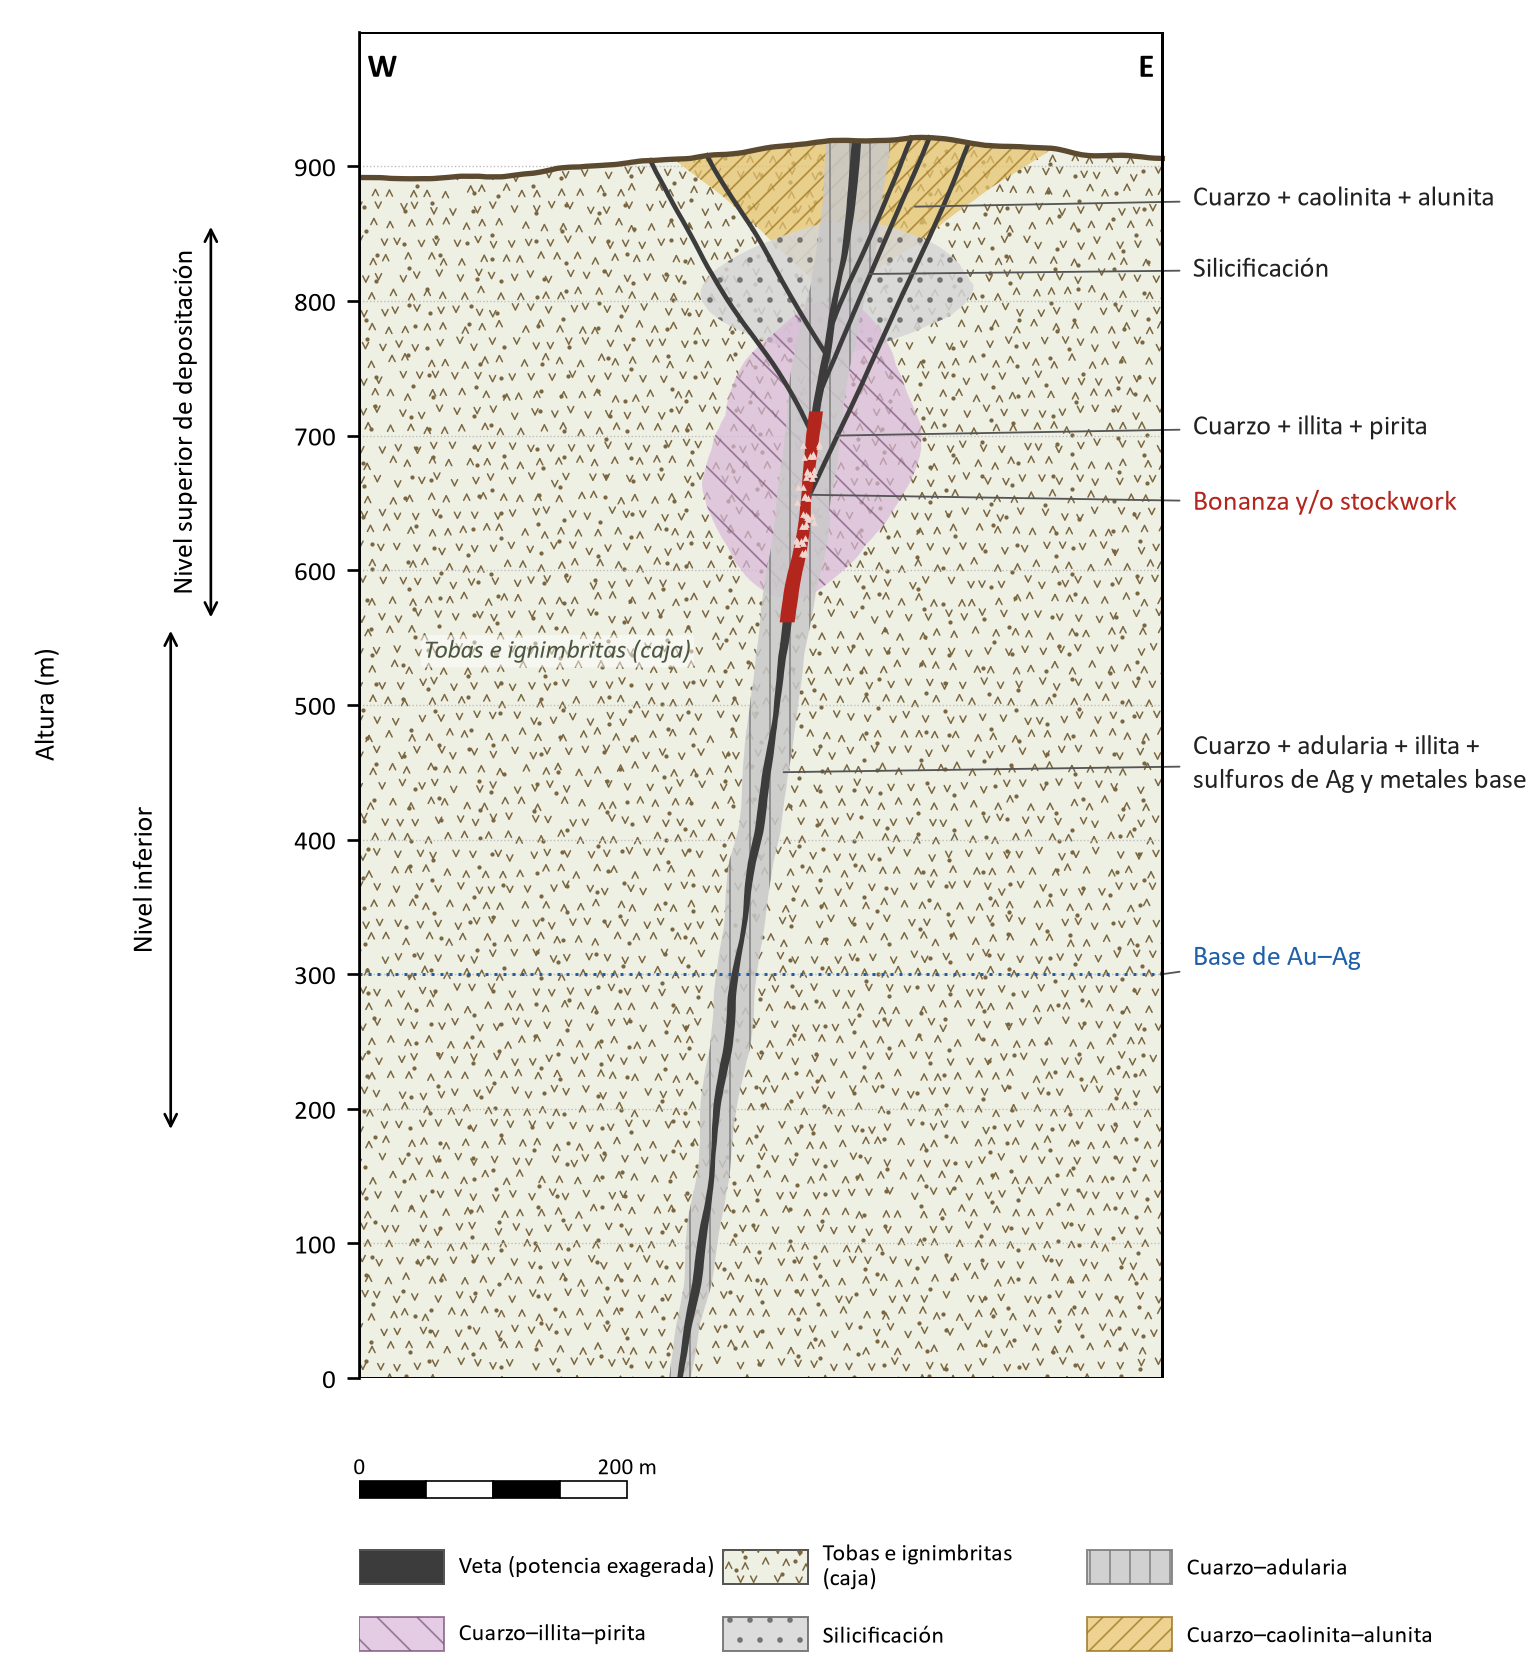 W
E
900
800
700
600
500
400
300
200
100
0
Altura (m)
Nivel superior de depositación
Nivel inferior
Cuarzo + caolinita + alunita
Silicificación
Cuarzo + illita + pirita
Bonanza y/o stockwork
Tobas e ignimbritas (caja)
Cuarzo + adularia + illita +
sulfuros de Ag y metales base
Base de Au–Ag
0
200 m
Veta (potencia exagerada)
Tobas e ignimbritas
(caja)
Cuarzo–adularia
Cuarzo–illita–pirita
Silicificación
Cuarzo–caolinita–alunita